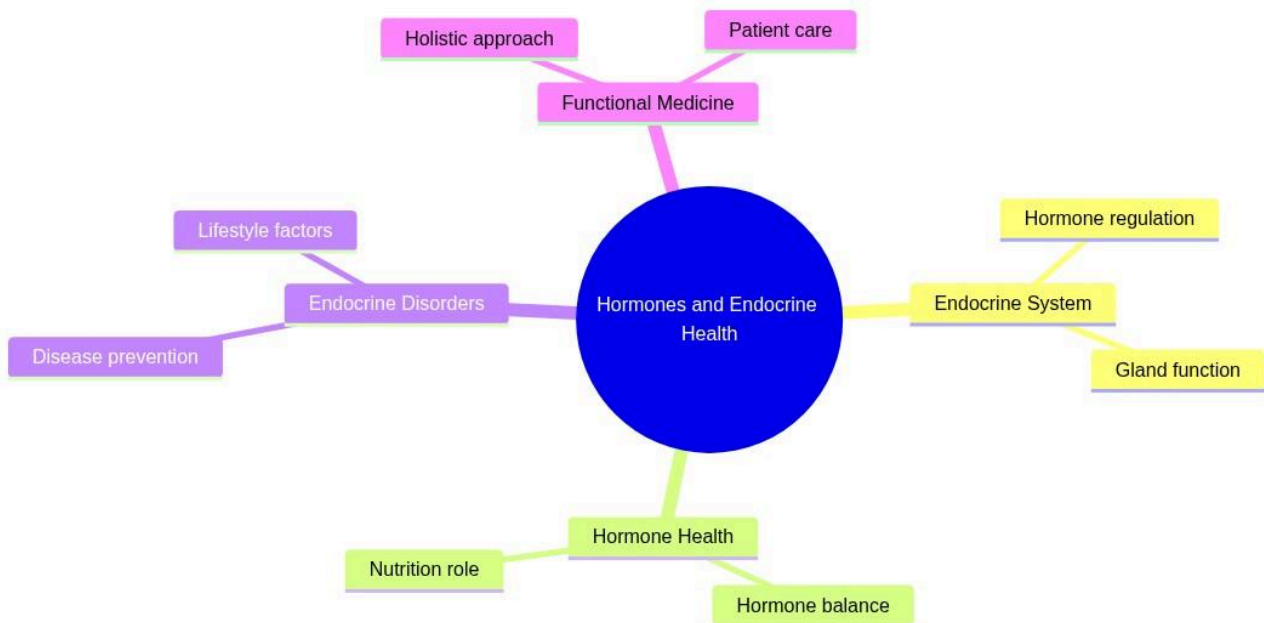 Patient care
Holistic approach
Functional Medicine
Hormone regulation
Lifestyle factors
Endocrine Disorders
Hormones and Endocrine
Health
Endocrine System
Disease prevention
Gland function
Hormone Health
Nutrition role
Hormone balance